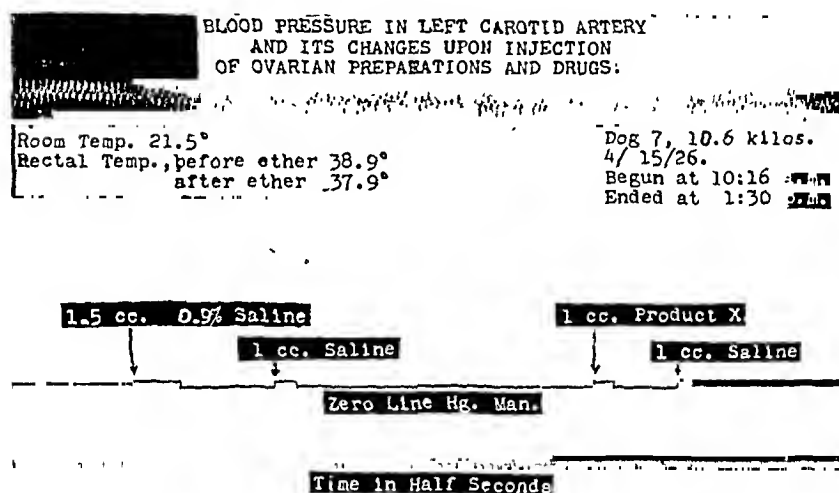 BLOOD PRESSURE IN LEFT CAROTID ARTERY
AND ITS CHANGES UPON INJECTION
OF OVARIAN PREPARATIONS AND DRUGS:
Room Temp. 21.5°
Rectal Temp., before ether 38.9°
after ether 37.9°
Dog 7, 10.6 kilos.
4/ 15/26.
Begun at 10:16
Ended at 1:30
1.5 cc. 0.9% Saline
1 cc. Saline
1 cc. Product X
1 cc. Saline
Zero Line Hg. Man.
Time in Half Seconds